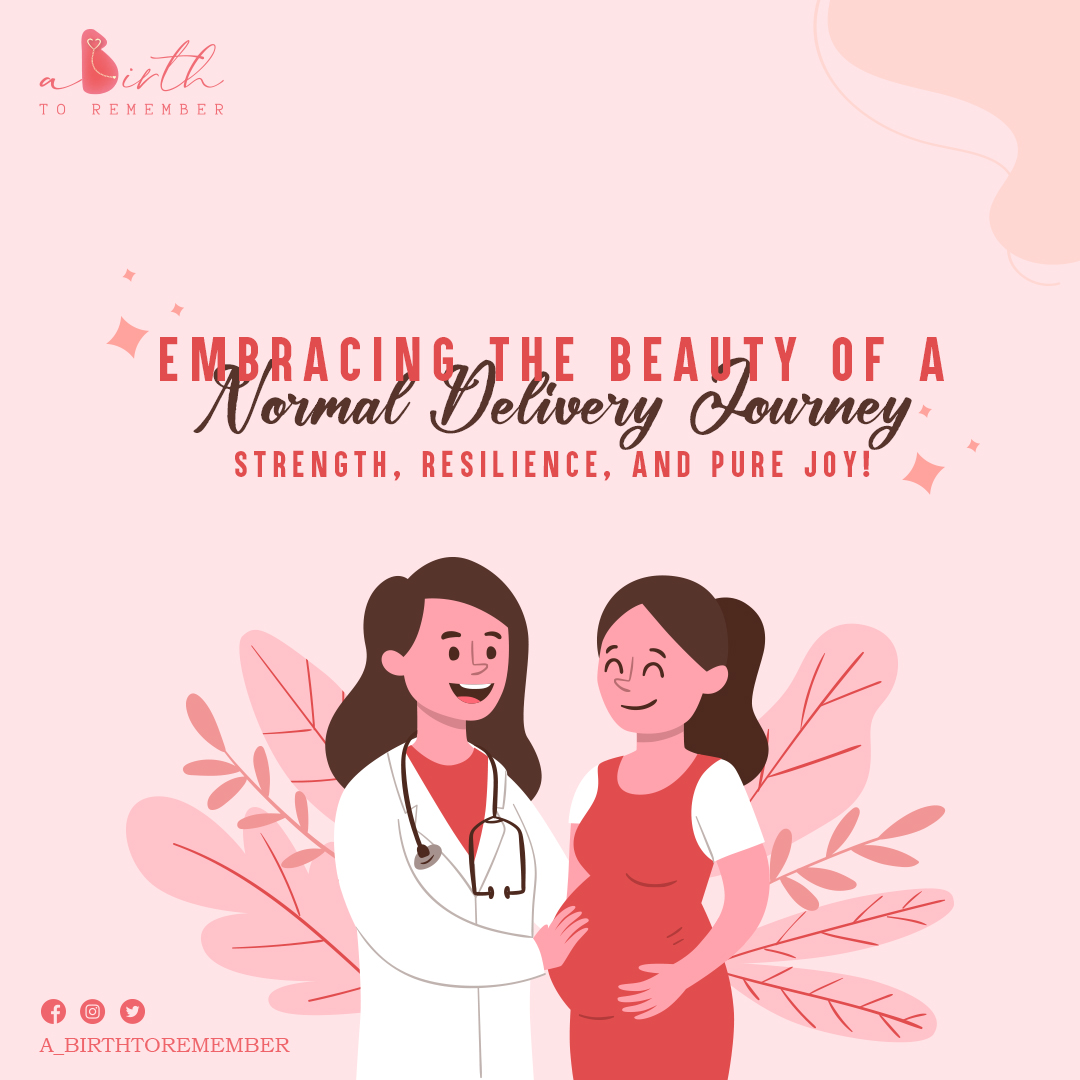 a Birth
TO REMEMBER
EMBRACING THE BEAUTY OF A
Normal Delivery Journey
STRENGTH, RESILIENCE, AND PURE JOY!
A_BIRTHTOREMEMBER